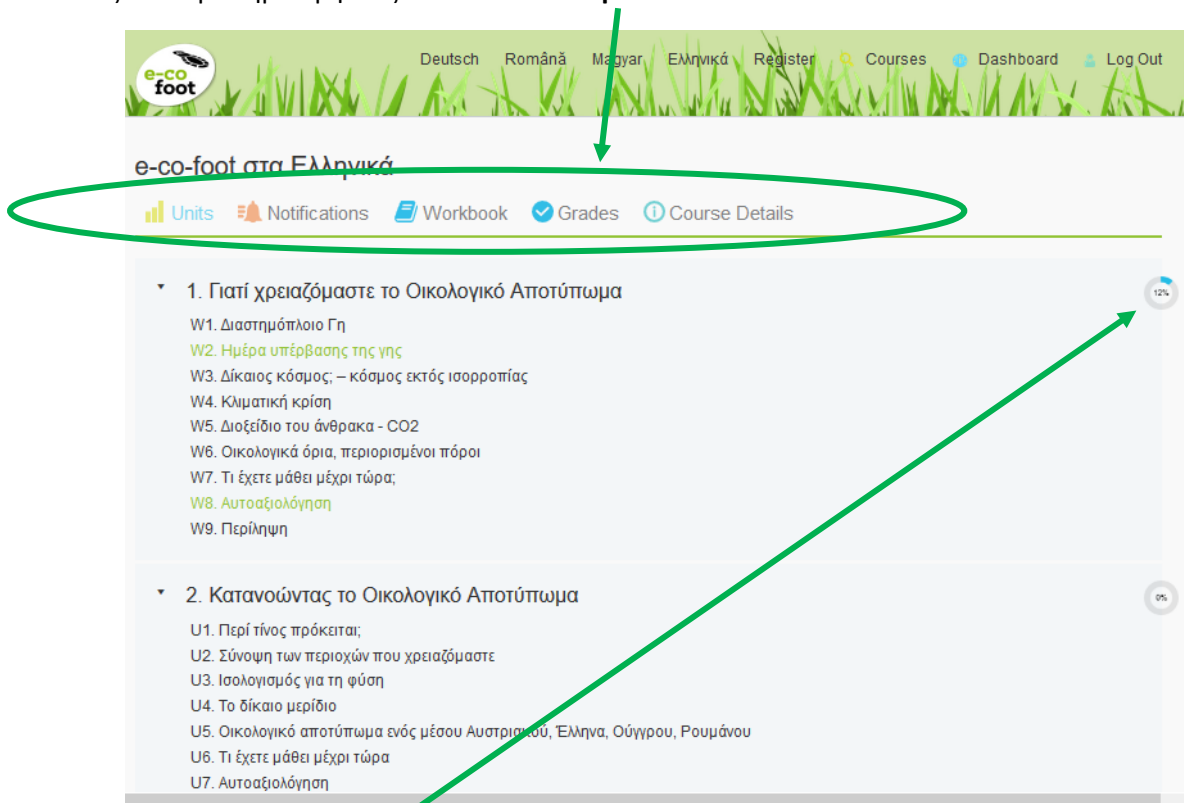 e-co
foot
Deutsch Română Magyar Ελληνικά Register Courses Dashboard Log Out
e-co-foot στα Ελληνικά
Units Notifications Workbook Grades Course Details
1. Γιατί χρειαζόμαστε το Οικολογικό Αποτύπωμα
12%
W1. Διαστημόπλοιο Γη
W2. Ημέρα υπέρβασης της γης
W3. Δίκαιος κόσμος; – κόσμος εκτός ισορροπίας
W4. Κλιματική κρίση
W5. Διοξείδιο του άνθρακα - CO2
W6. Οικολογικά όρια, περιορισμένοι πόροι
W7. Τι έχετε μάθει μέχρι τώρα;
W8. Αυτοαξιολόγηση
W9. Περίληψη
2. Κατανοώντας το Οικολογικό Αποτύπωμα
0%
U1. Περί τίνος πρόκειται;
U2. Σύνοψη των περιοχών που χρειαζόμαστε
U3. Ισολογισμός για τη φύση
U4. Το δίκαιο μερίδιο
U5. Οικολογικό αποτύπωμα ενός μέσου Αυστριακού, Έλληνα, Ούγγρου, Ρουμάνου
U6. Τι έχετε μάθει μέχρι τώρα
U7. Αυτοαξιολόγηση